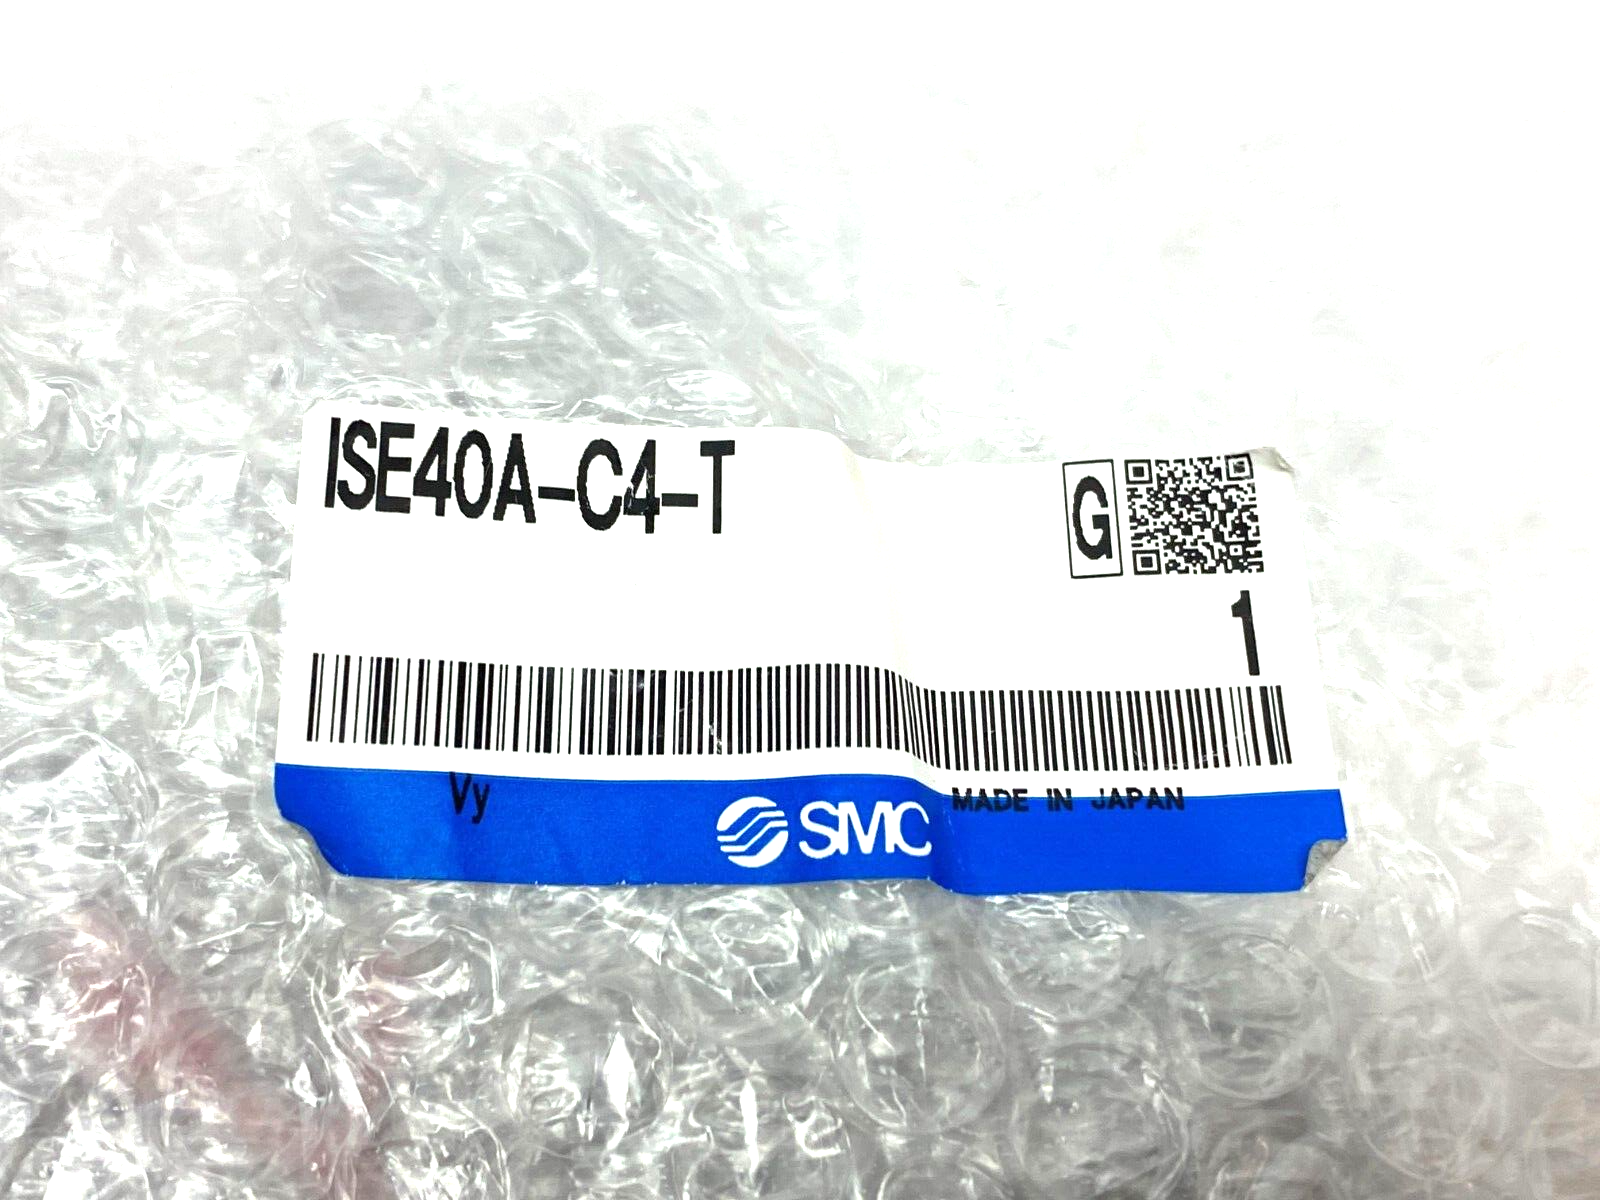 ISE40A-C4-T
G
1
Vy
SMC
MADE IN JAPAN